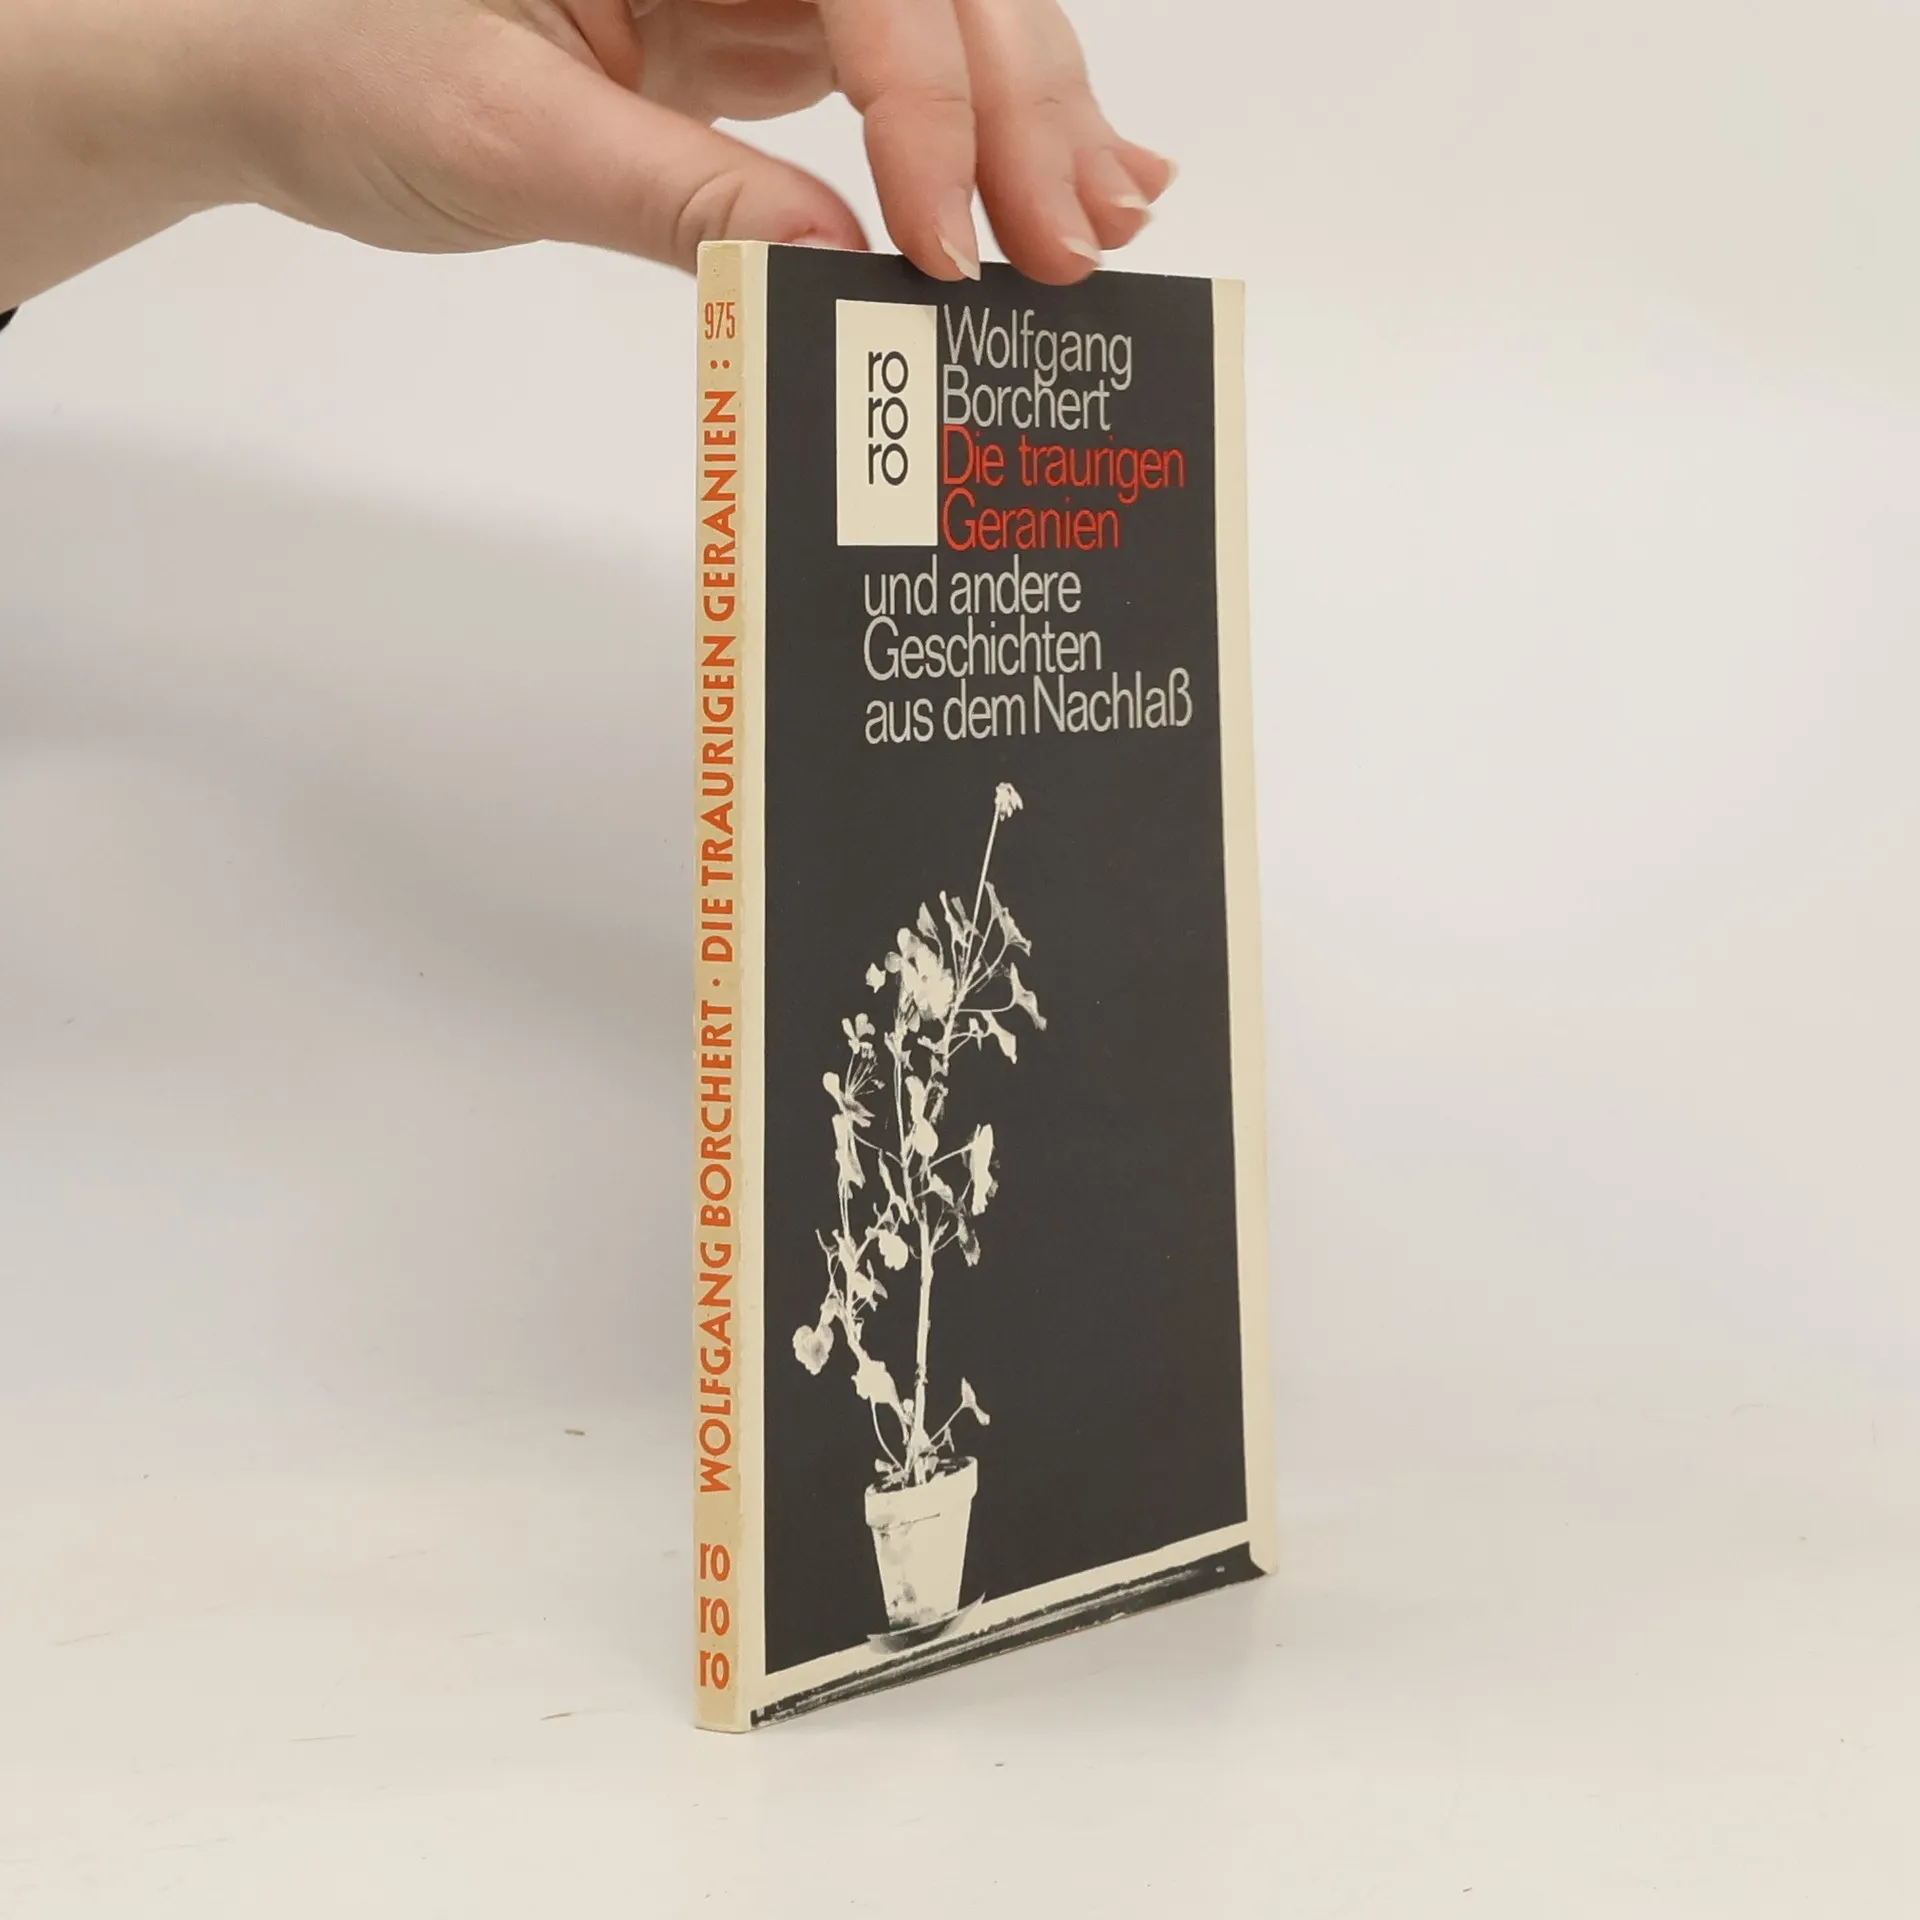 975
WOLFGANG BORCHERT · DIE TRAURIGEN GERANIEN :
ro
ro
ro
ro
ro
ro
Wolfgang
Borchert
Die traurigen
Geranien
und andere
Geschichten
aus dem Nachlaß